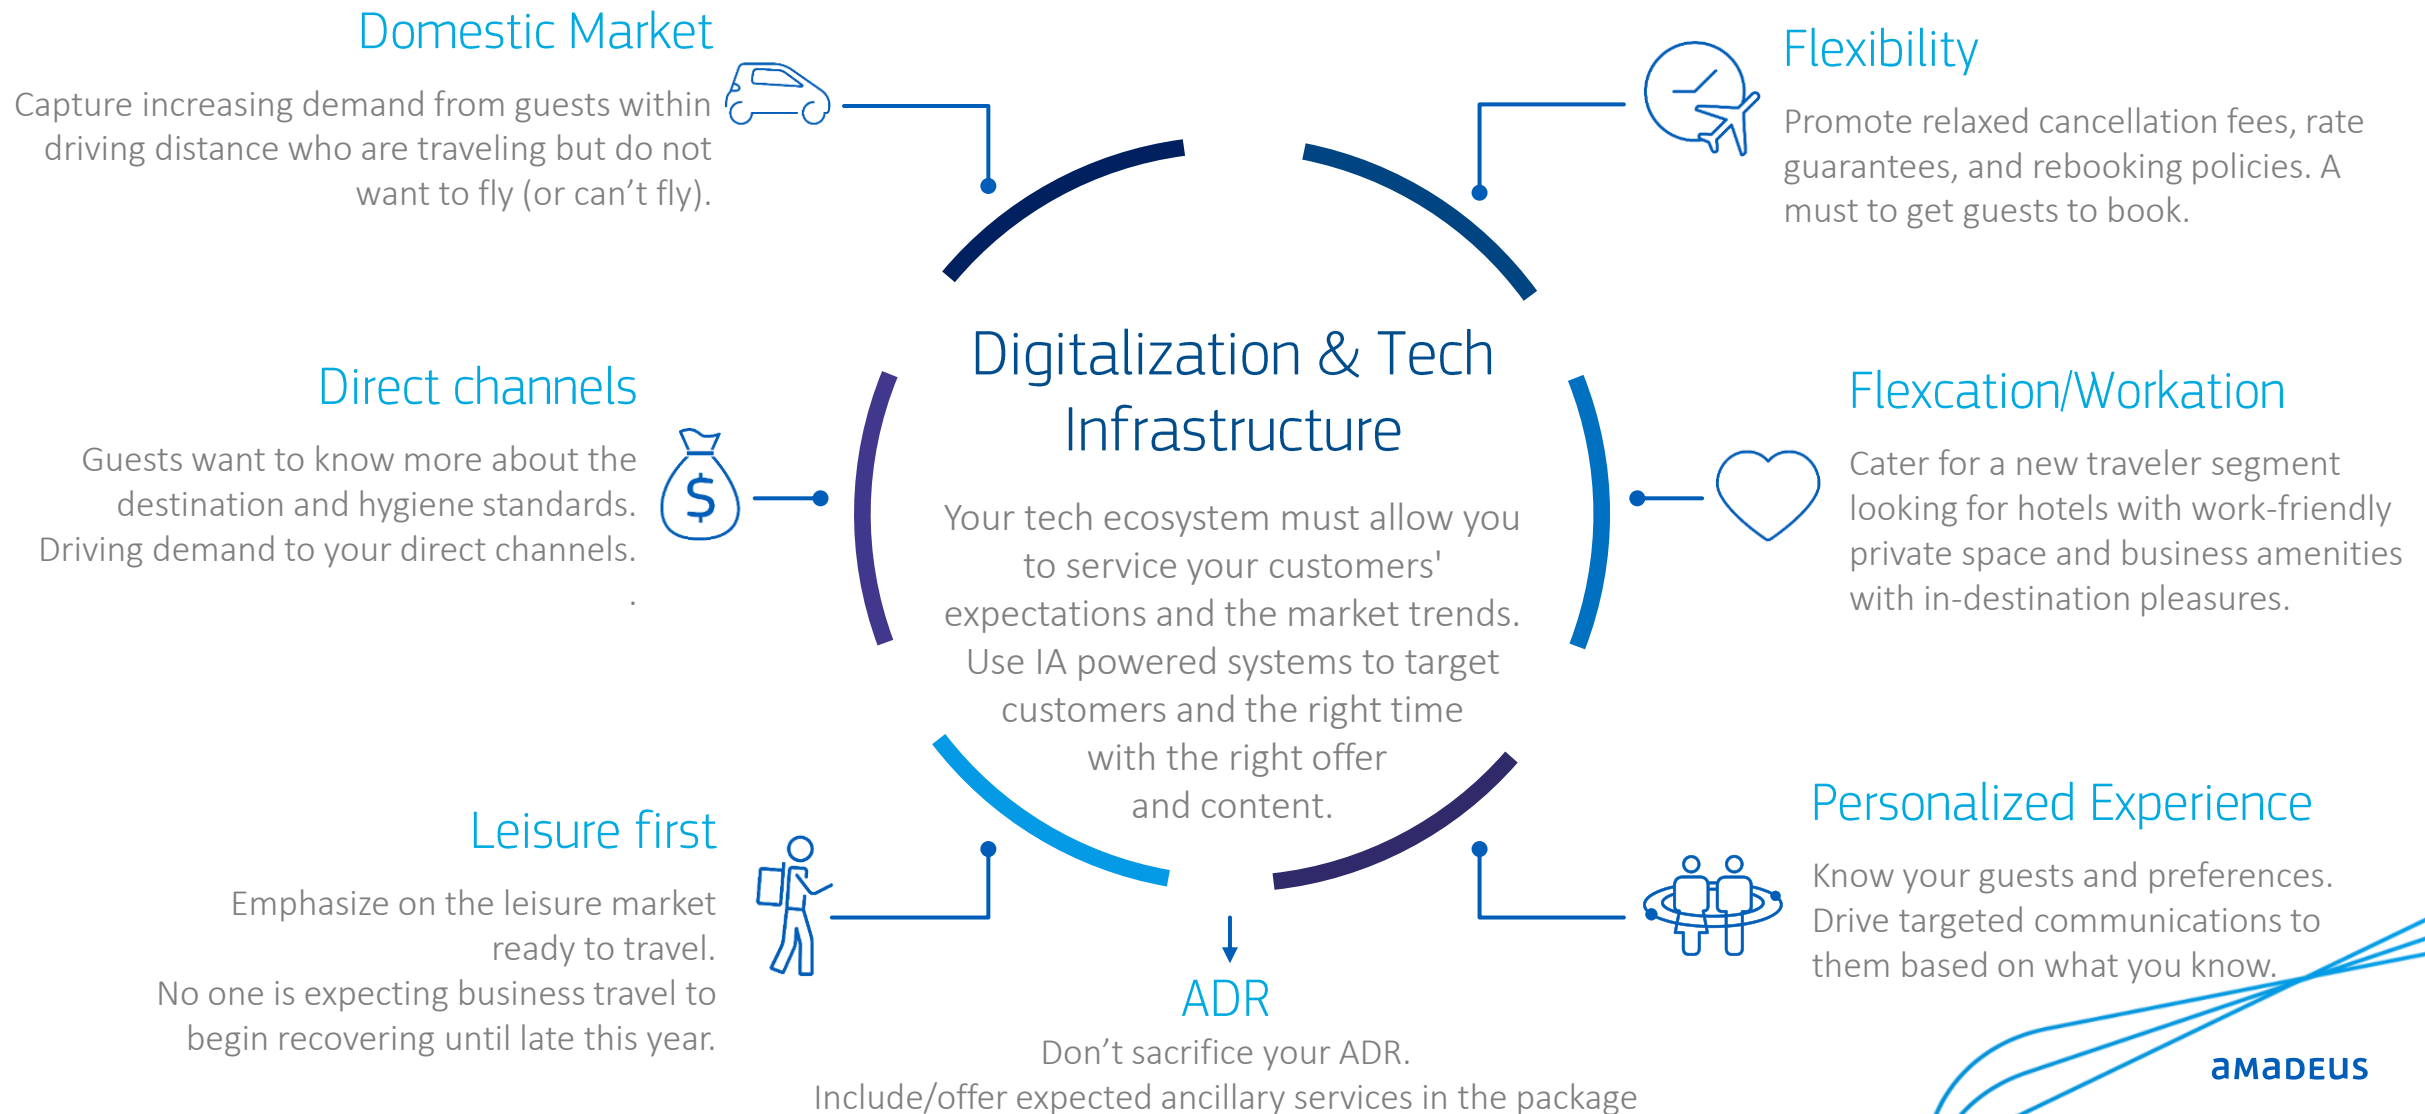 Domestic Market
Capture increasing demand from guests within
driving distance who are traveling but do not
want to fly (or can’t fly).
Flexibility
Promote relaxed cancellation fees, rate
guarantees, and rebooking policies. A
must to get guests to book.
Digitalization & Tech
Infrastructure
Your tech ecosystem must allow you
to service your customers'
expectations and the market trends.
Use IA powered systems to target
customers and the right time
with the right offer
and content.
Direct channels
Guests want to know more about the
destination and hygiene standards.
Driving demand to your direct channels.
.
$
Flexcation/Workation
Cater for a new traveler segment
looking for hotels with work-friendly
private space and business amenities
with in-destination pleasures.
Leisure first
Emphasize on the leisure market
ready to travel.
No one is expecting business travel to
begin recovering until late this year.
Personalized Experience
Know your guests and preferences.
Drive targeted communications to
them based on what you know.
ADR
Don’t sacrifice your ADR.
Include/offer expected ancillary services in the package
amadeus